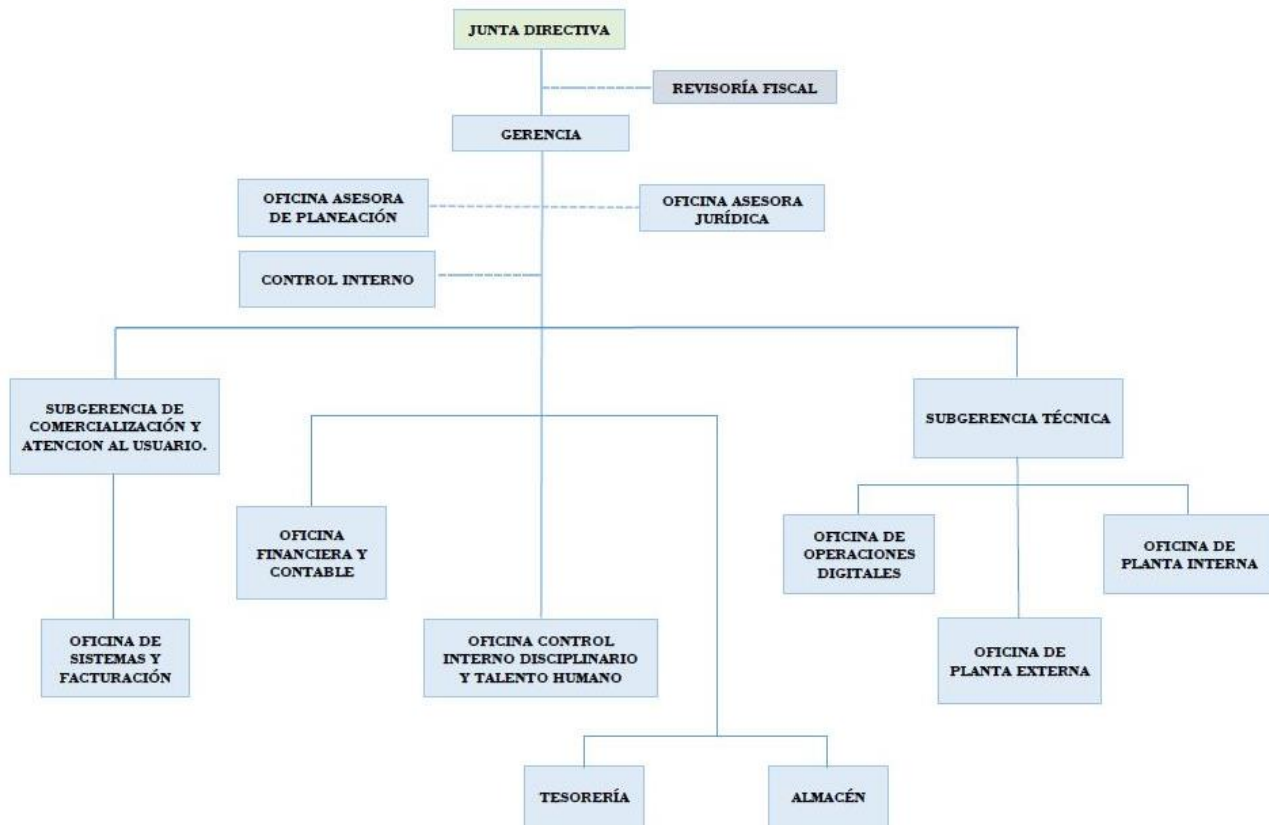 JUNTA DIRECTIVA
REVISORÍA FISCAL
GERENCIA
OFICINA ASESORA
DE PLANEACIÓN
OFICINA ASESORA
JURÍDICA
CONTROL INTERNO
SUBGERENCIA DE
COMERCIALIZACIÓN Y
ATENCION AL USUARIO.
SUBGERENCIA TÉCNICA
OFICINA
FINANCIERA Y
CONTABLE
OFICINA DE
OPERACIONES
DIGITALES
OFICINA DE
PLANTA INTERNA
OFICINA DE
SISTEMAS Y
FACTURACIÓN
OFICINA CONTROL
INTERNO DISCIPLINARIO
Y TALENTO HUMANO
OFICINA DE
PLANTA EXTERNA
TESORERÍA
ALMACÉN